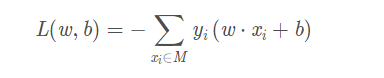 L(w, b) = − ∑_{x_i∈M} y_i (w · x_i + b)